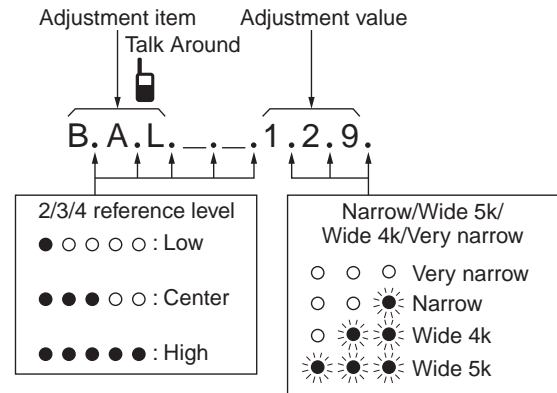 Adjustment item
Adjustment value
Talk Around
B.A.L._._.1.2.9.
2/3/4 reference level
: Low
: Center
: High
Narrow/Wide 5k/
Wide 4k/Very narrow
Very narrow
Narrow
Wide 4k
Wide 5k